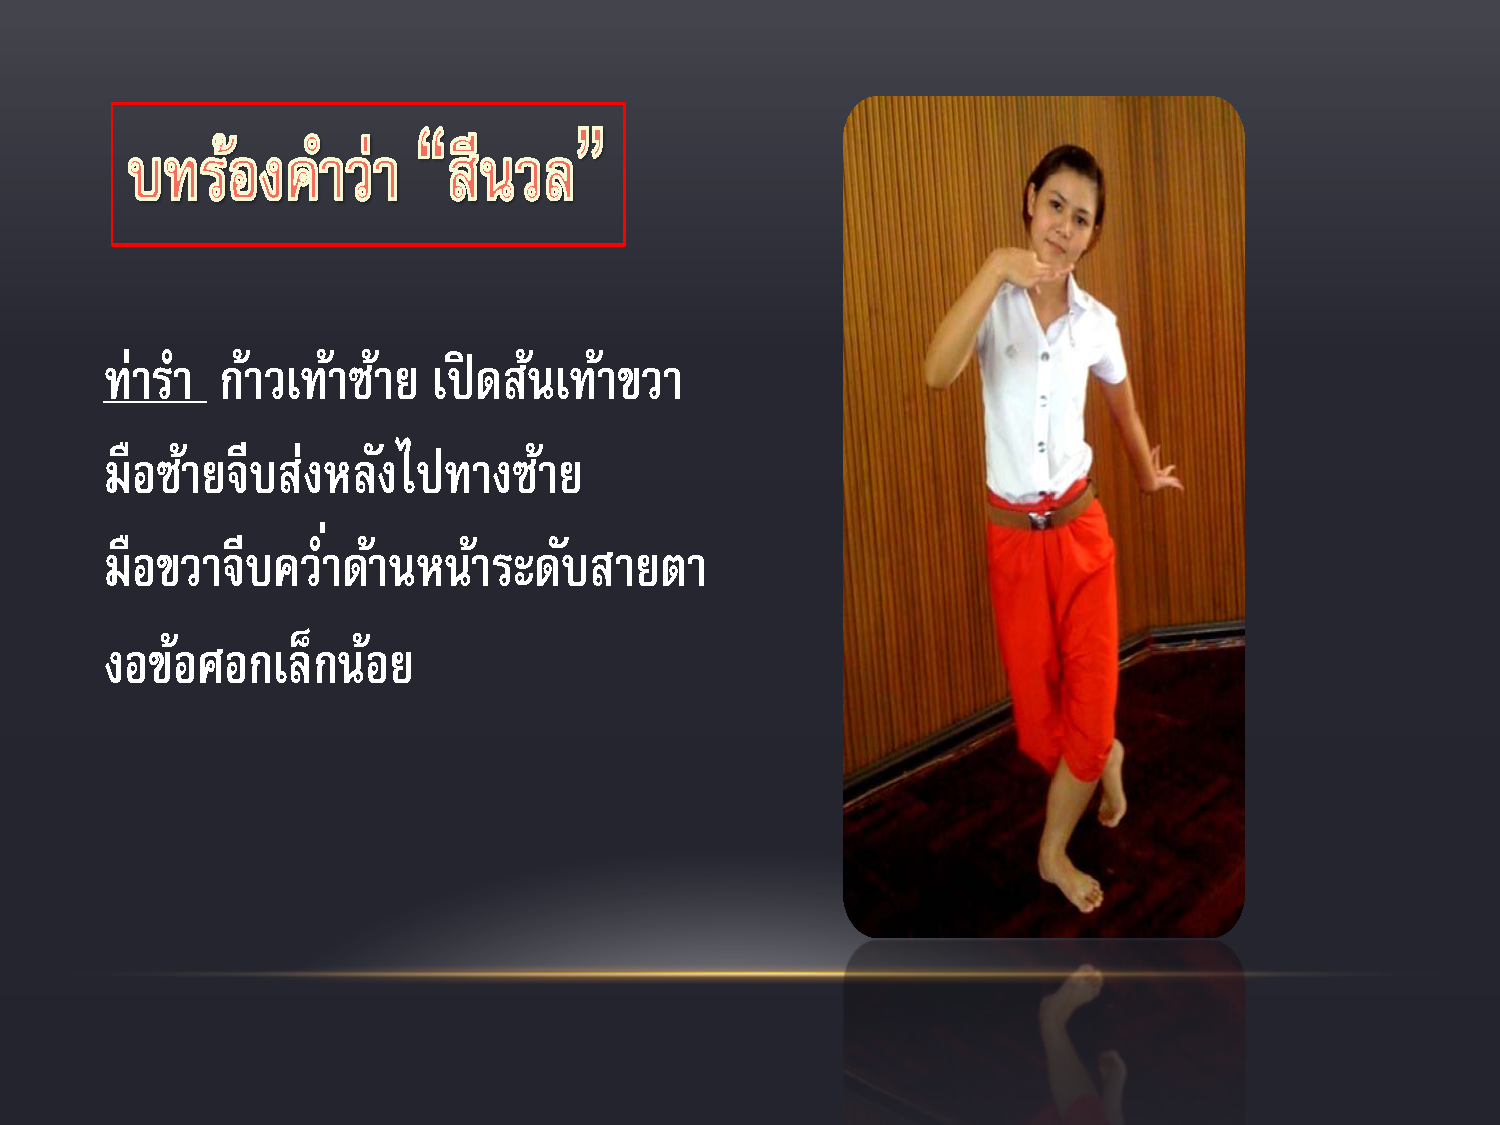 บทร้องคำว่า “สีนวล”
ท่ารำ ก้าวเท้าซ้าย เปิดส้นเท้าขวา
มือซ้ายจีบส่งหลังไปทางซ้าย
มือขวาจีบคว่ำด้านหน้าระดับสายตา
งอข้อศอกเล็กน้อย